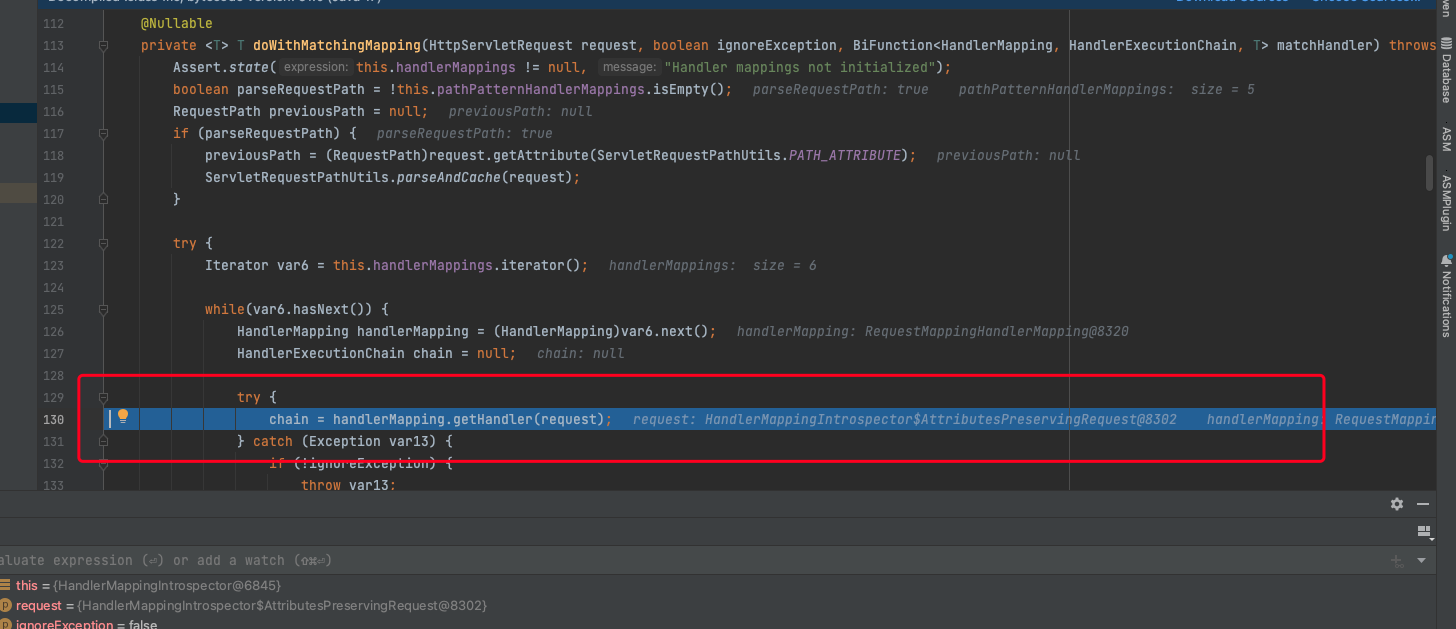 112 @Nullable
113 private <T> T doWithMatchingMapping(HttpServletRequest request, boolean ignoreException, BiFunction<HandlerMapping, HandlerExecutionChain, T> matchHandler) throws
114 Assert.state( expression: this.handlerMappings != null, message: "Handler mappings not initialized");
115 boolean parseRequestPath = !this.pathPatternHandlerMappings.isEmpty(); parseRequestPath: true pathPatternHandlerMappings: size = 5
116 RequestPath previousPath = null; previousPath: null
117 if (parseRequestPath) { parseRequestPath: true
118 previousPath = (RequestPath)request.getAttribute(ServletRequestPathUtils.PATH_ATTRIBUTE); previousPath: null
119 ServletRequestPathUtils.parseAndCache(request);
120 }
121
122 try {
123 Iterator var6 = this.handlerMappings.iterator(); handlerMappings: size = 6
124
125 while(var6.hasNext()) {
126 HandlerMapping handlerMapping = (HandlerMapping)var6.next(); handlerMapping: RequestMappingHandlerMapping@8320
127 HandlerExecutionChain chain = null; chain: null
128
129 try {
130 chain = handlerMapping.getHandler(request); request: HandlerMappingIntrospector$AttributesPreservingRequest@8302 handlerMapping: RequestMappin
131 } catch (Exception var13) {
132 if (!ignoreException) {
133 throw var13;
aluate expression (⏎) or add a watch (⇧⌘⏎)
this = {HandlerMappingIntrospector@6845}
request = {HandlerMappingIntrospector$AttributesPreservingRequest@8302}
ignoreException = false
ven
Database
ASM
ASMPlugin
Notifications